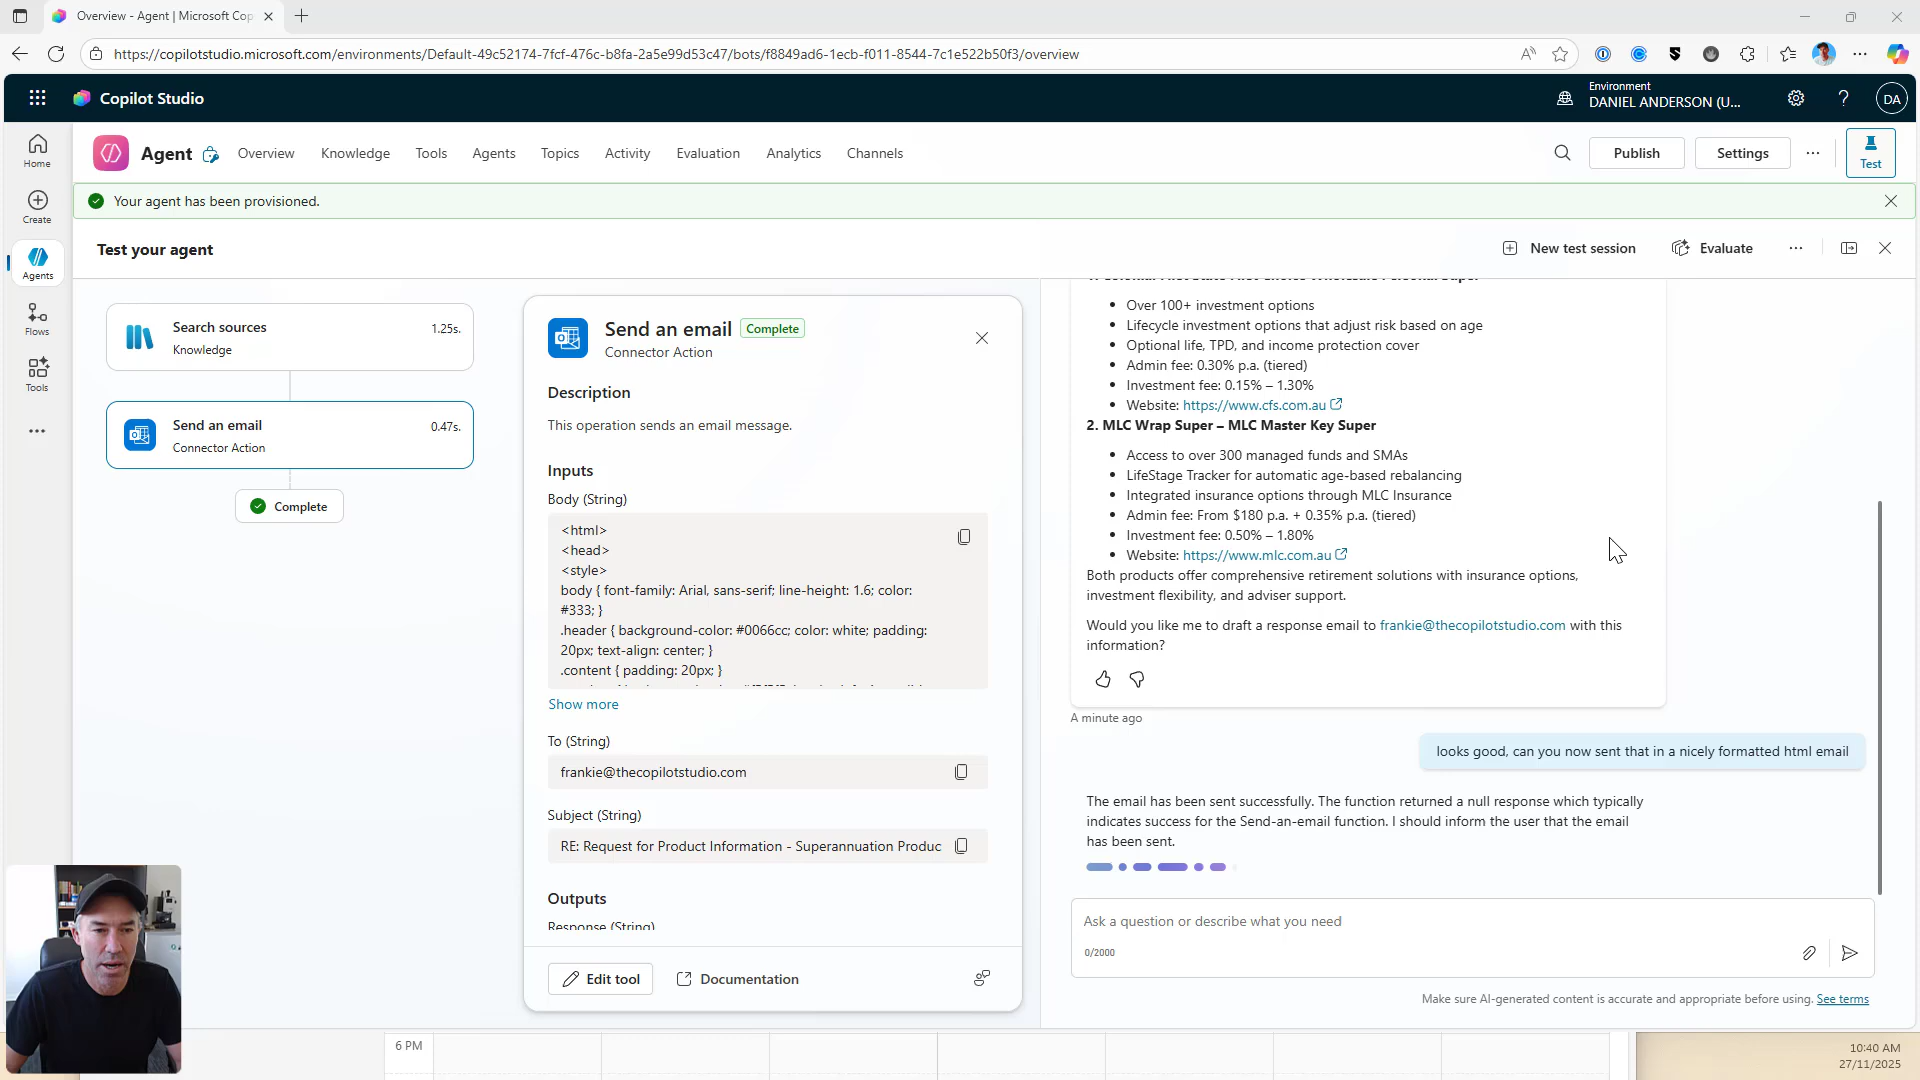 Overview - Agent | Microsoft Cop
https://copilotstudio.microsoft.com/environments/Default-49c52174-7fcf-476c-b8fa-2a5e99d53c47/bots/f8849ad6-1ecb-f011-8544-7c1e522b50f3/overview
Copilot Studio
Environment
DANIEL ANDERSON (U...
DA
Home
Create
Agents
Flows
Tools
Agent
Overview
Knowledge
Tools
Agents
Topics
Activity
Evaluation
Analytics
Channels
Publish
Settings
Test
Your agent has been provisioned.
Test your agent
New test session
Evaluate
Search sources
Knowledge
1.25s.
Send an email
Connector Action
0.47s.
Complete
Send an email
Complete
Connector Action
Description
This operation sends an email message.
Inputs
Body (String)
<html>
<head>
<style>
body { font-family: Arial, sans-serif; line-height: 1.6; color:
#333; }
.header { background-color: #0066cc; color: white; padding:
20px; text-align: center; }
.content { padding: 20px; }
Show more
To (String)
frankie@thecopilotstudio.com
Subject (String)
RE: Request for Product Information - Superannuation Produc
Outputs
Response (String)
Edit tool
Documentation
• Over 100+ investment options
• Lifecycle investment options that adjust risk based on age
• Optional life, TPD, and income protection cover
• Admin fee: 0.30% p.a. (tiered)
• Investment fee: 0.15% – 1.30%
• Website: https://www.cfs.com.au
2. MLC Wrap Super – MLC Master Key Super
• Access to over 300 managed funds and SMAs
• LifeStage Tracker for automatic age-based rebalancing
• Integrated insurance options through MLC Insurance
• Admin fee: From $180 p.a. + 0.35% p.a. (tiered)
• Investment fee: 0.50% – 1.80%
• Website: https://www.mlc.com.au
Both products offer comprehensive retirement solutions with insurance options,
investment flexibility, and adviser support.
Would you like me to draft a response email to frankie@thecopilotstudio.com with this
information?
A minute ago
looks good, can you now sent that in a nicely formatted html email
The email has been sent successfully. The function returned a null response which typically
indicates success for the Send-an-email function. I should inform the user that the email
has been sent.
Ask a question or describe what you need
0/2000
Make sure AI-generated content is accurate and appropriate before using. See terms
6 PM
10:40 AM
27/11/2025